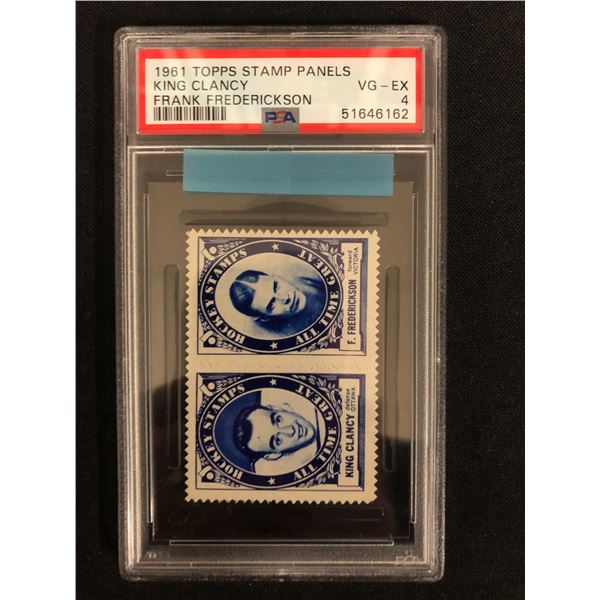 1961 TOPPS STAMP PANELS
KING CLANCY VG-EX
FRANK FREDERICKSON 4
PSA 51646162
HOCKEY STAMPS
ALL TIME GREAT
F. FREDERICKSON forward
VICTORIA
HOCKEY STAMPS
ALL TIME GREAT
KING CLANCY defense
OTTAWA